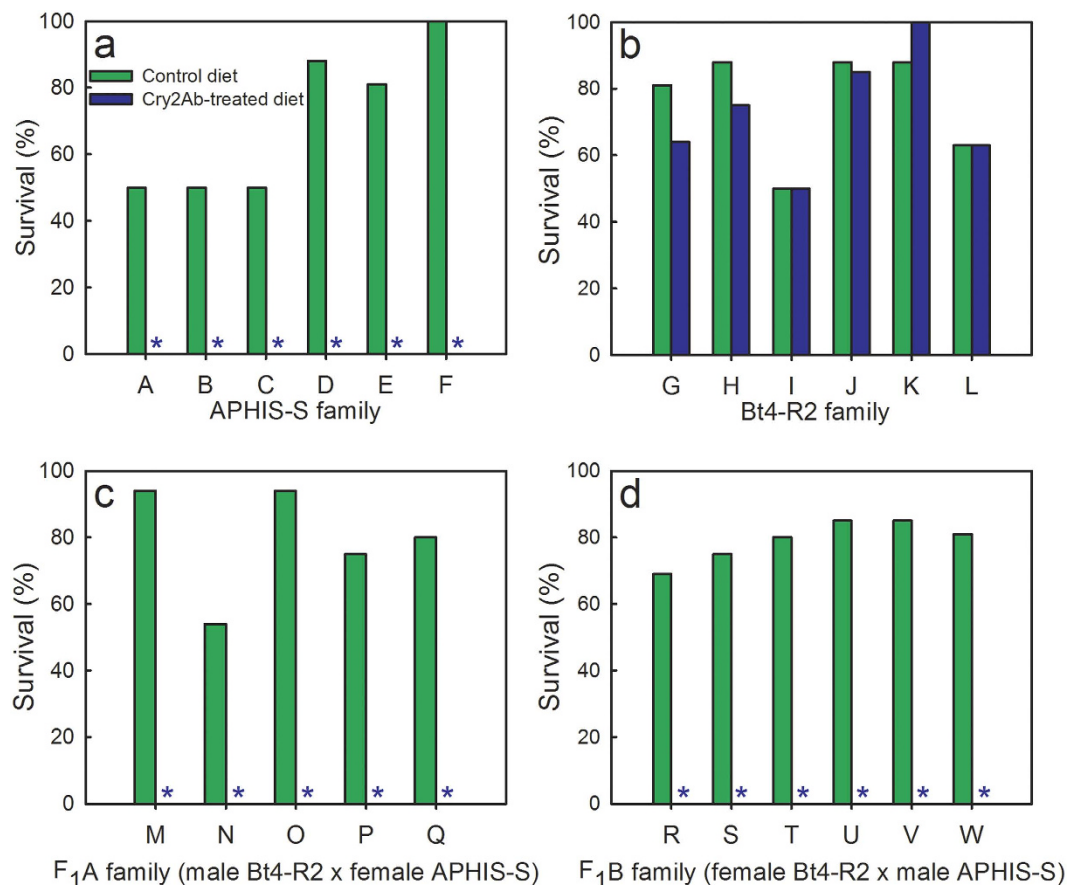 a
Control diet
Cry2Ab-treated diet
Survival (%)
100
80
60
40
20
0
* * * * * *
A B C D E F
APHIS-S family
b
Survival (%)
100
80
60
40
20
0
G H I J K L
Bt4-R2 family
c
Survival (%)
100
80
60
40
20
0
* * * * *
M N O P Q
F₁A family (male Bt4-R2 x female APHIS-S)
d
Survival (%)
100
80
60
40
20
0
* * * * * *
R S T U V W
F₁B family (female Bt4-R2 x male APHIS-S)